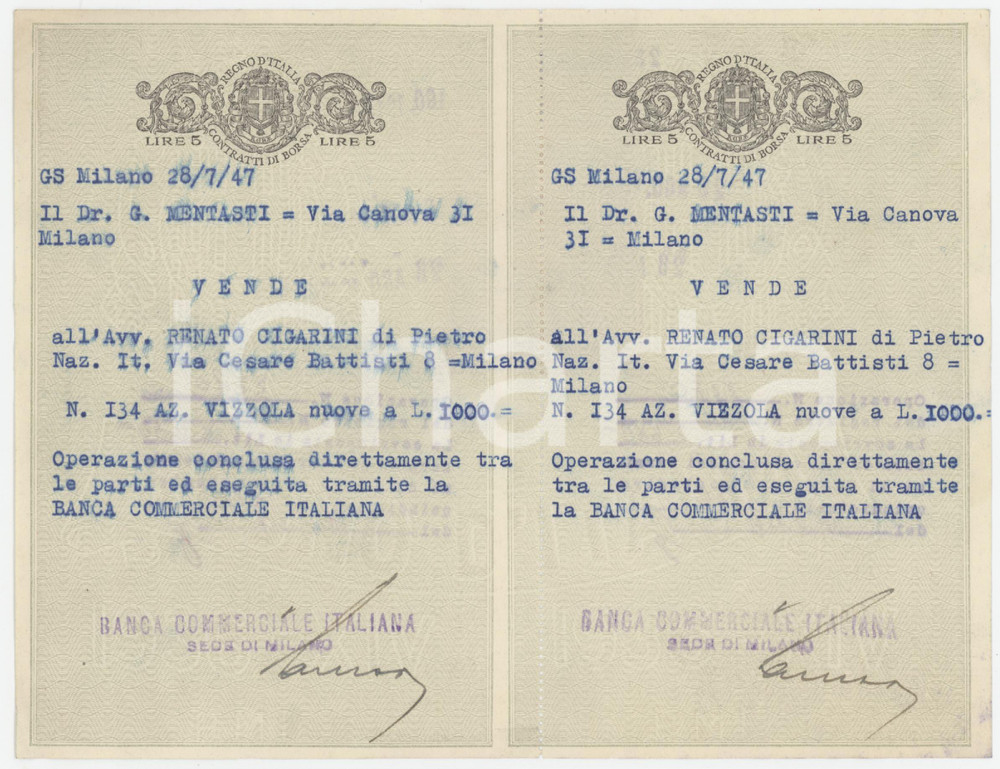 REGNO D'ITALIA
LIRE 5 LIRE 5
CONTRATTI DI BORSA
GS Milano 28/7/47
Il Dr. G. MENTASTI = Via Canova 3I
Milano
VENDE
all'Avv. RENATO CIGARINI di Pietro
Naz. It. Via Cesare Battisti 8 =Milano
N. I34 AZ. VIZZOLA nuove a L. I000.=
Operazione conclusa direttamente tra
le parti ed eseguita tramite la
BANCA COMMERCIALE ITALIANA
BANCA COMMERCIALE ITALIANA
SEDE DI MILANO
REGNO D'ITALIA
LIRE 5 LIRE 5
CONTRATTI DI BORSA
GS Milano 28/7/47
Il Dr. G. MENTASTI = Via Canova
3I = Milano
VENDE
all'Avv. RENATO CIGARINI di Pietro
Naz. It. Via Cesare Battisti 8 =
Milano
N. I34 AZ. VIZZOLA nuove a L. I000.=
Operazione conclusa direttamente
tra le parti ed eseguita tramite
la BANCA COMMERCIALE ITALIANA
BANCA COMMERCIALE ITALIANA
SEDE DI MILANO
iCharta